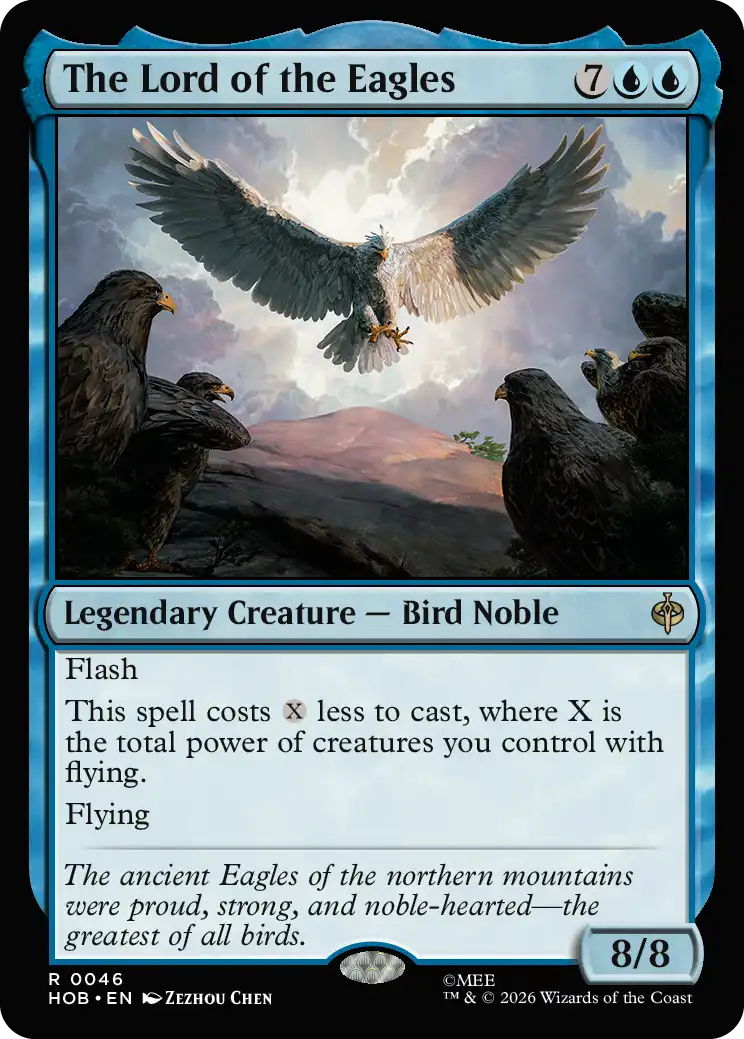 The Lord of the Eagles 7
Legendary Creature — Bird Noble
Flash
This spell costs X less to cast, where X is
the total power of creatures you control with
flying.
Flying
The ancient Eagles of the northern mountains
were proud, strong, and noble-hearted—the
greatest of all birds.
8/8
R 0046
HOB • EN Zezhou Chen
©MEE
™ & © 2026 Wizards of the Coast